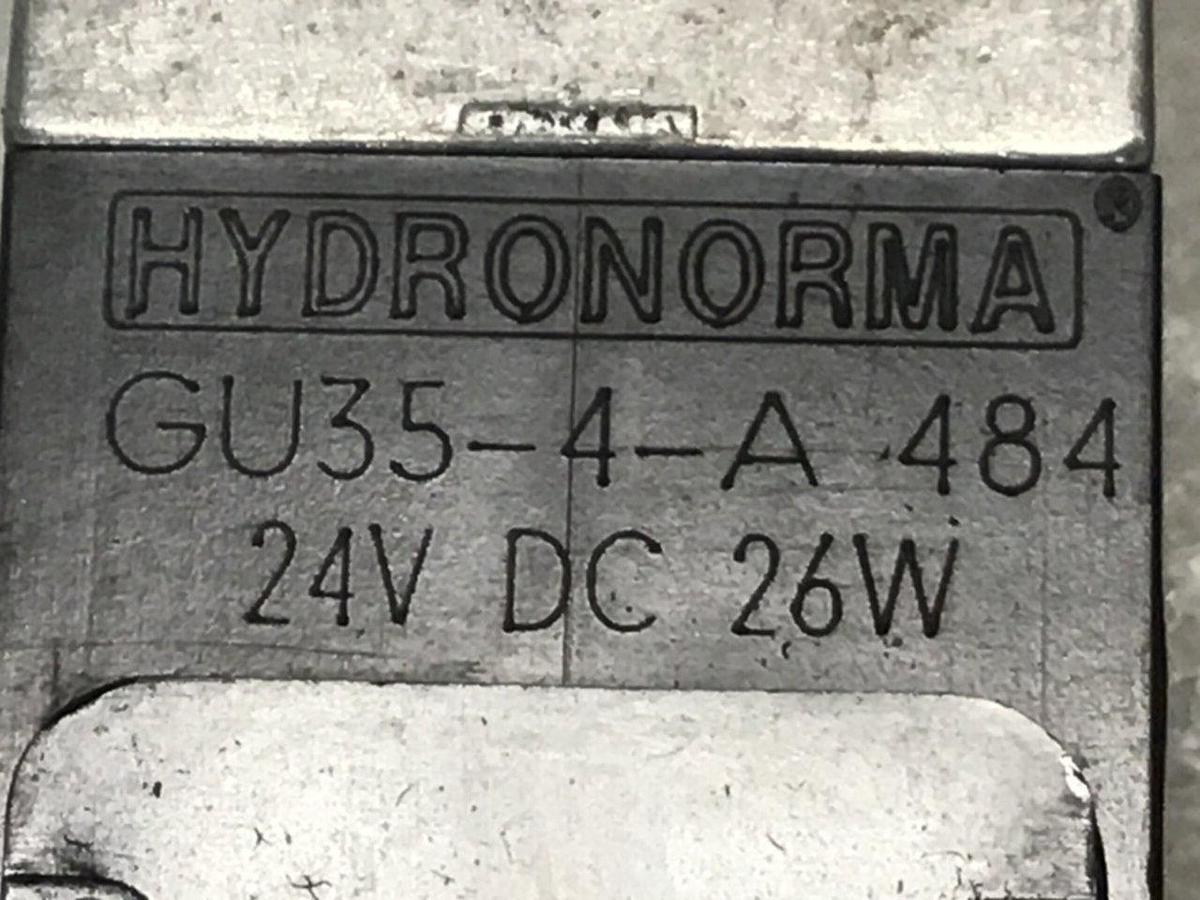 HYDRONORMA
GU35-4-A 484
24V DC 26W